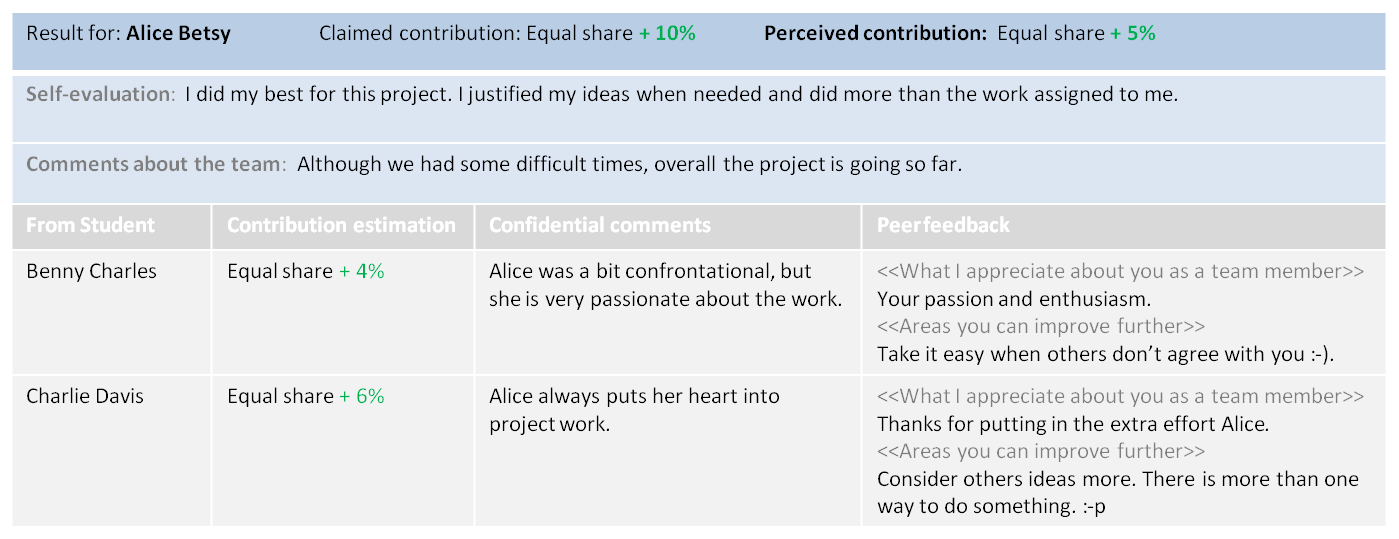 Result for: Alice Betsy Claimed contribution: Equal share + 10% Perceived contribution: Equal share + 5%
Self-evaluation: I did my best for this project. I justified my ideas when needed and did more than the work assigned to me.
Comments about the team: Although we had some difficult times, overall the project is going so far.
From Student Contribution estimation Confidential comments Peer feedback
Benny Charles Equal share + 4% Alice was a bit confrontational, but <<What I appreciate about you as a team member>>
she is very passionate about the work. Your passion and enthusiasm.
<<Areas you can improve further>>
Take it easy when others don’t agree with you :-).
Charlie Davis Equal share + 6% Alice always puts her heart into <<What I appreciate about you as a team member>>
project work. Thanks for putting in the extra effort Alice.
<<Areas you can improve further>>
Consider others ideas more. There is more than one
way to do something. :-p